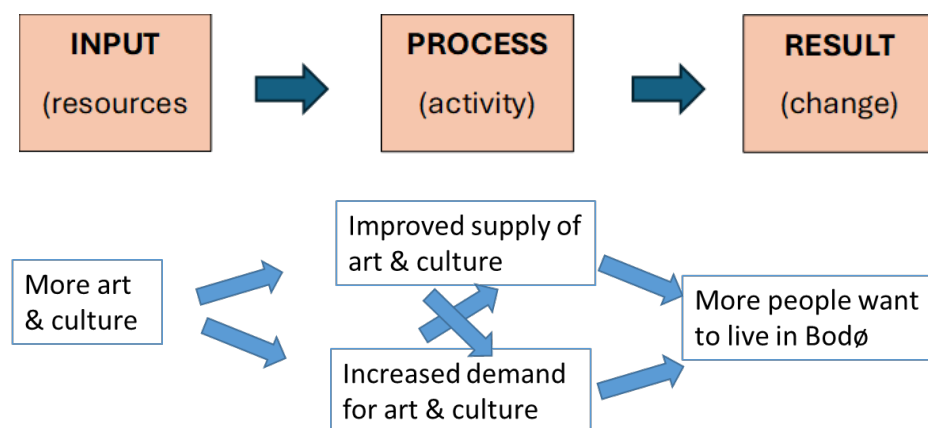 INPUT
(resources
PROCESS
(activity)
RESULT
(change)
More art
& culture
Improved supply of
art & culture
Increased demand
for art & culture
More people want
to live in Bodø